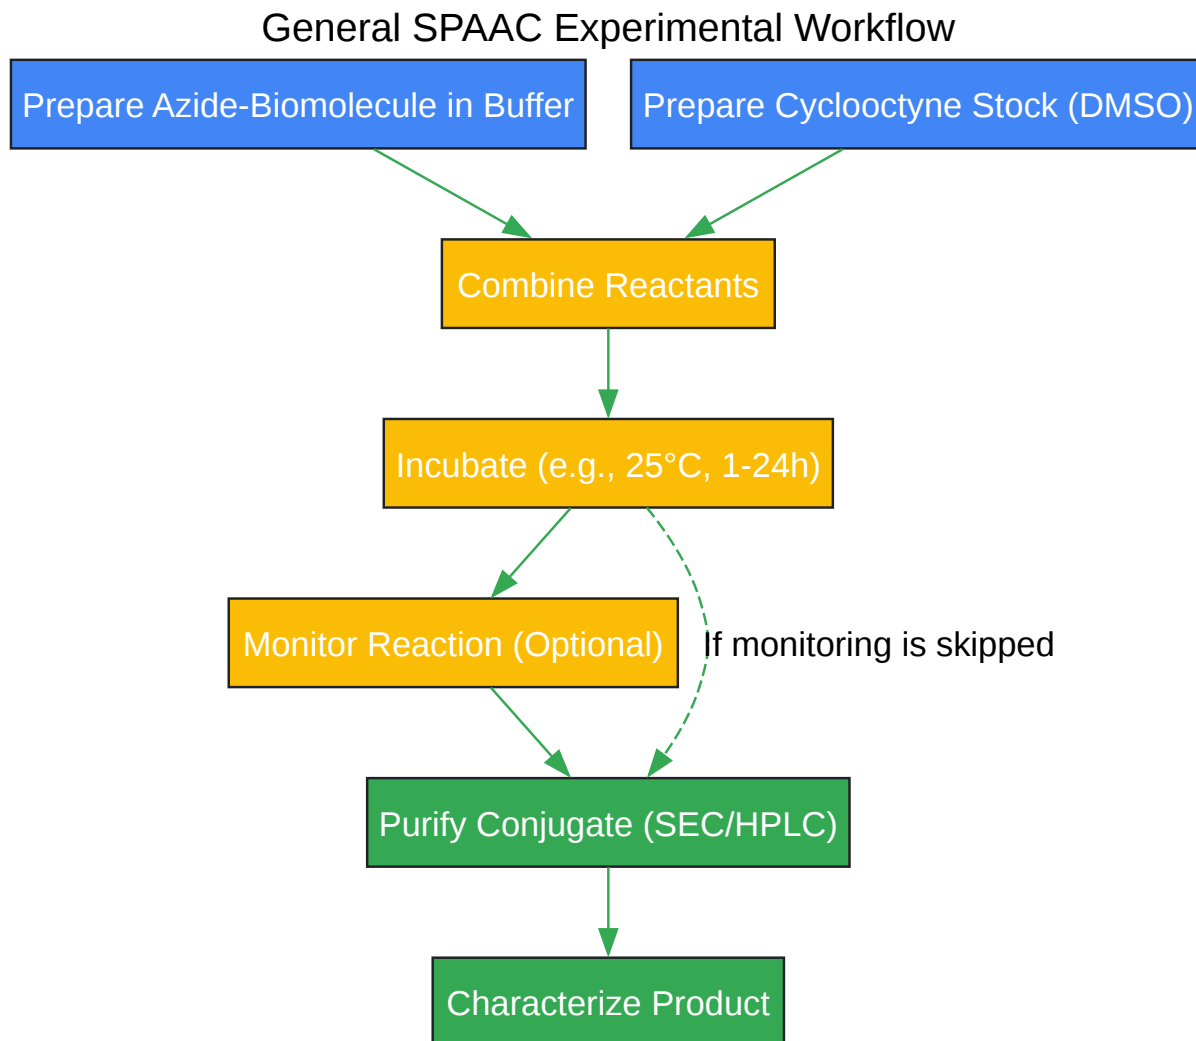 General SPAAC Experimental Workflow
Prepare Azide-Biomolecule in Buffer
Prepare Cyclooctyne Stock (DMSO)
Combine Reactants
Incubate (e.g., 25°C, 1-24h)
Monitor Reaction (Optional)
If monitoring is skipped
Purify Conjugate (SEC/HPLC)
Characterize Product